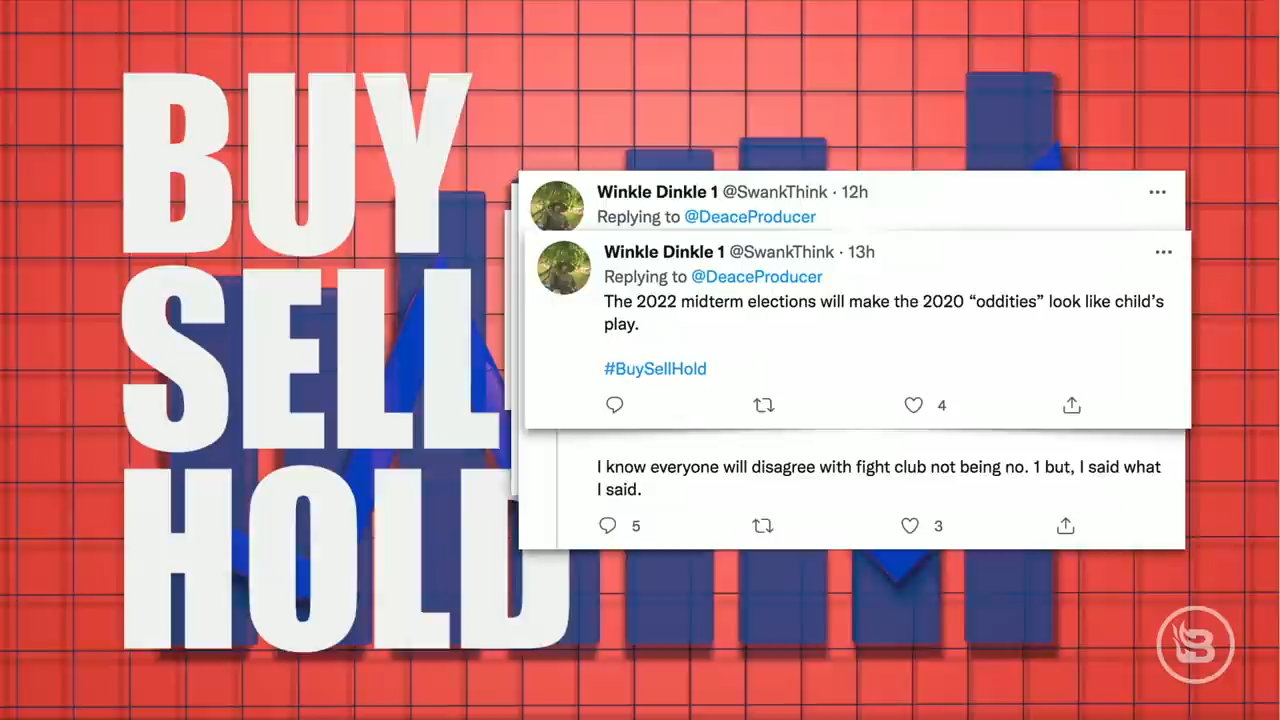 BUY
SELL
HOLD
Winkle Dinkle 1 @SwankThink · 12h
Replying to @DeaceProducer
Winkle Dinkle 1 @SwankThink · 13h
Replying to @DeaceProducer
The 2022 midterm elections will make the 2020 “oddities” look like child’s
play.
#BuySellHold
4
I know everyone will disagree with fight club not being no. 1 but, I said what
I said.
5 3
B